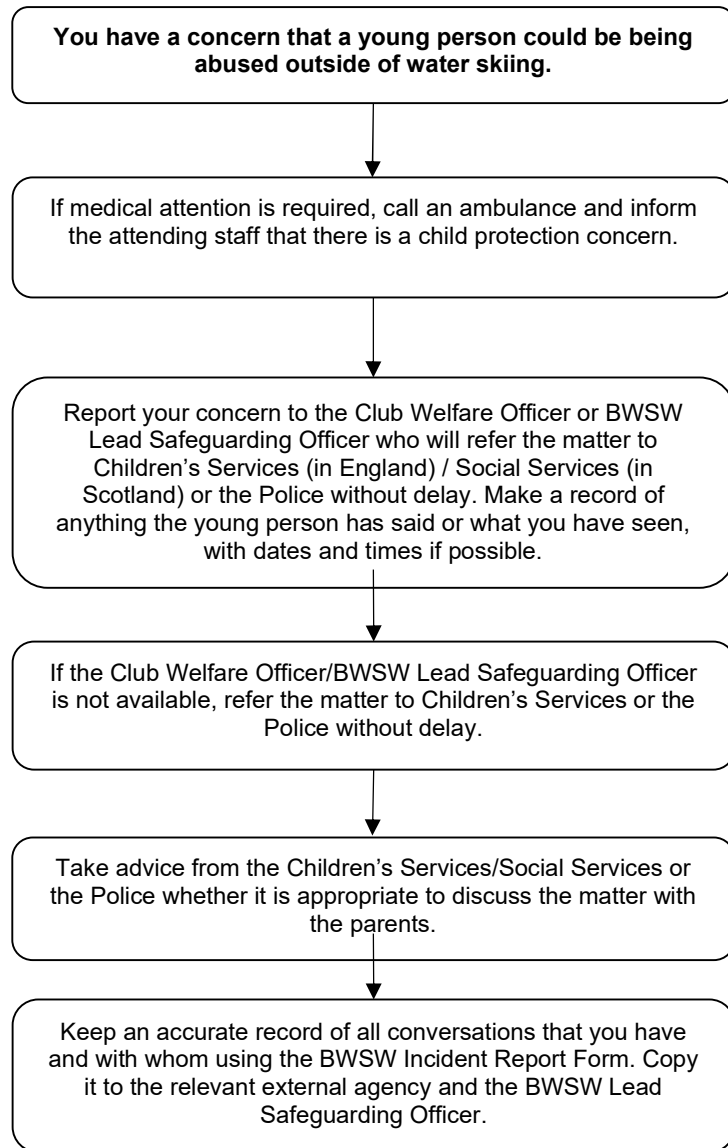 You have a concern that a young person could be being
abused outside of water skiing.
If medical attention is required, call an ambulance and inform
the attending staff that there is a child protection concern.
Report your concern to the Club Welfare Officer or BWSW
Lead Safeguarding Officer who will refer the matter to
Children’s Services (in England) / Social Services (in
Scotland) or the Police without delay. Make a record of
anything the young person has said or what you have seen,
with dates and times if possible.
If the Club Welfare Officer/BWSW Lead Safeguarding Officer
is not available, refer the matter to Children’s Services or the
Police without delay.
Take advice from the Children’s Services/Social Services or
the Police whether it is appropriate to discuss the matter with
the parents.
Keep an accurate record of all conversations that you have
and with whom using the BWSW Incident Report Form. Copy
it to the relevant external agency and the BWSW Lead
Safeguarding Officer.